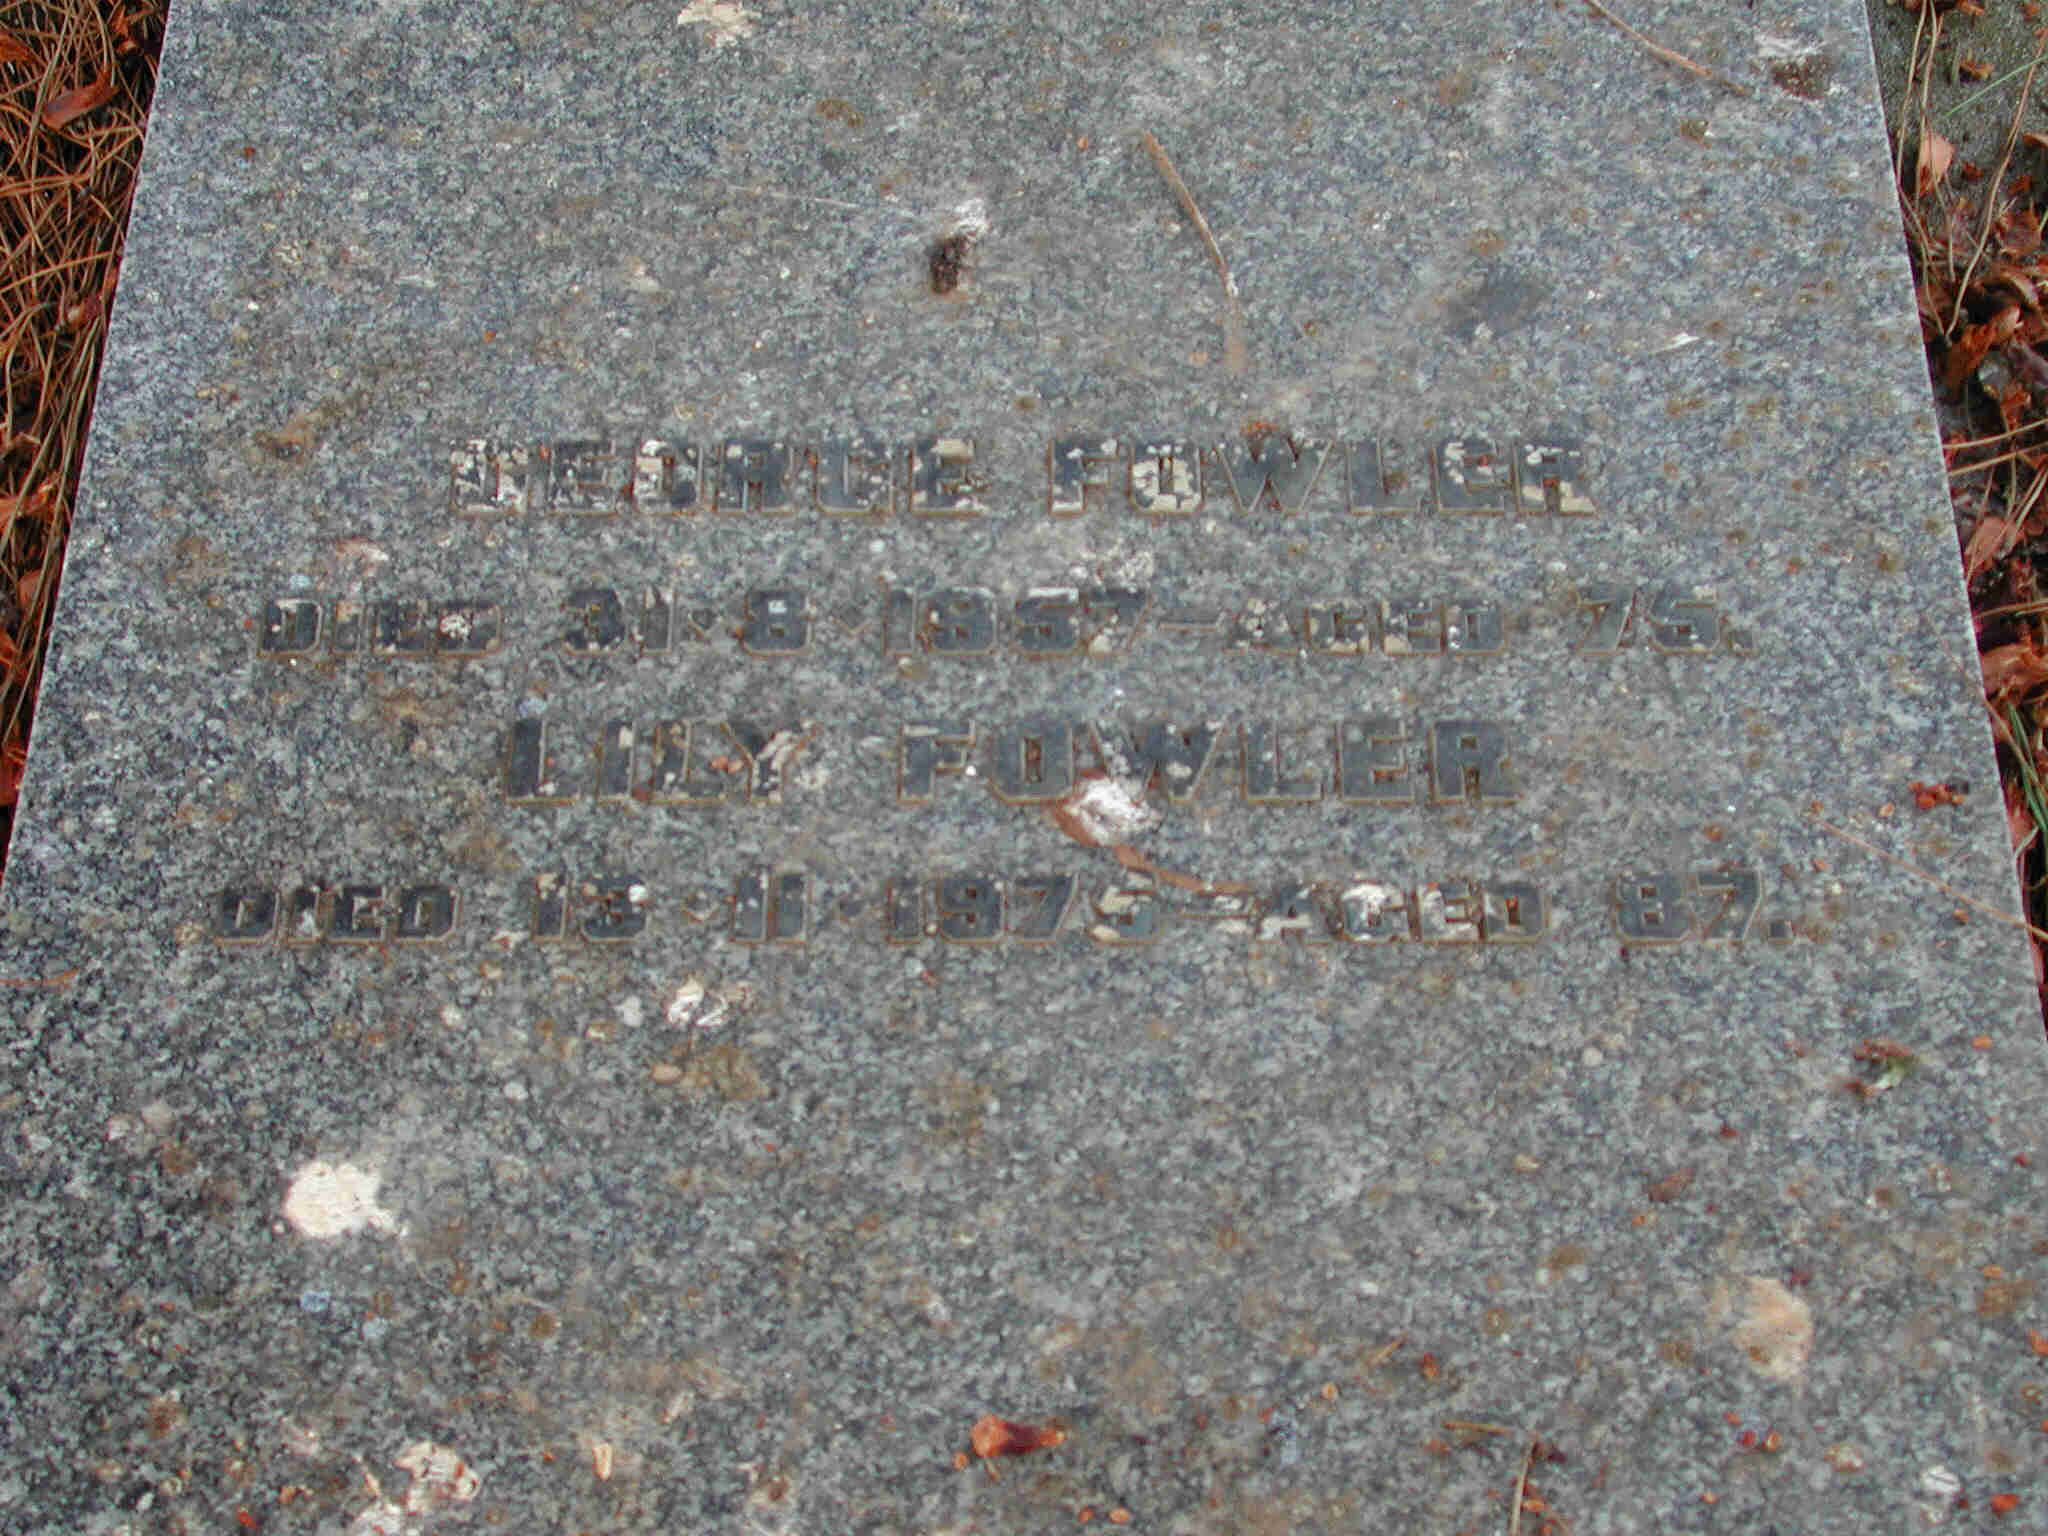 GEORGE FOWLER
DIED 31·8·1957–AGED 75.
LILY FOWLER
DIED 13·11·1975–AGED 87.